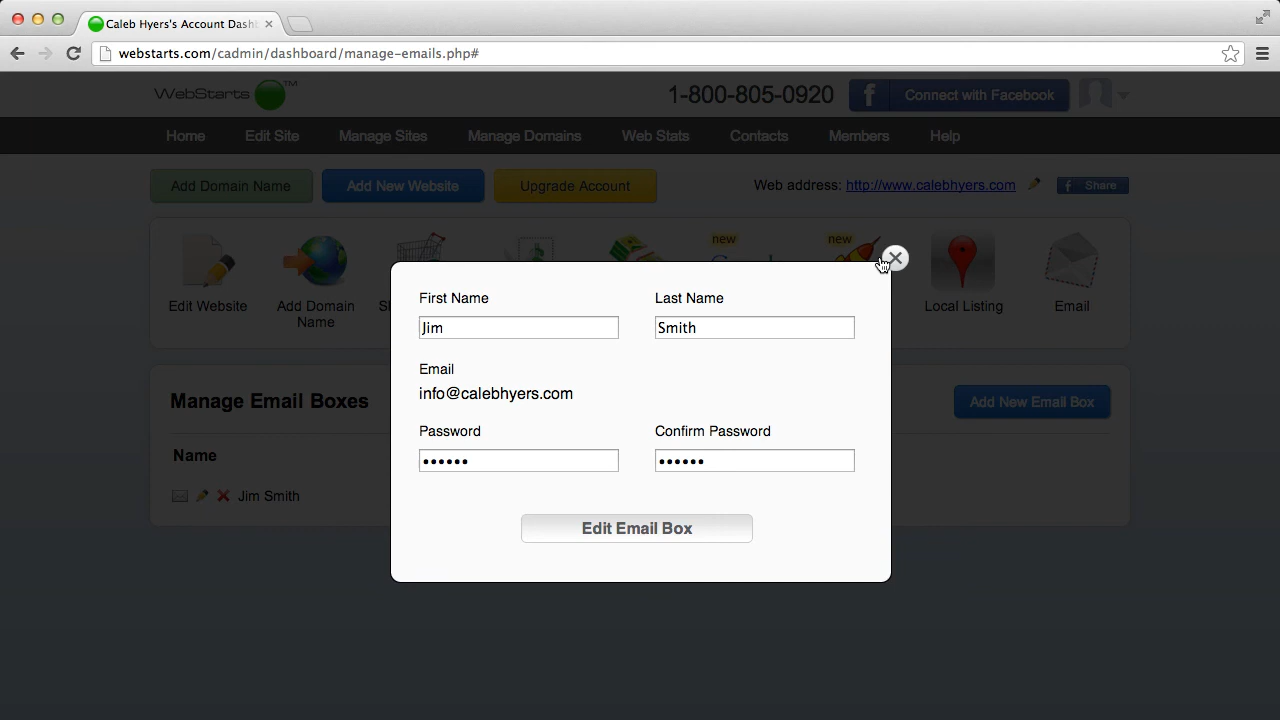 Caleb Hyers's Account Dash
webstarts.com/cadmin/dashboard/manage-emails.php#
WebStarts TM
1-800-805-0920
f Connect with Facebook
Home Edit Site Manage Sites Manage Domains Web Stats Contacts Members Help
Add Domain Name Add New Website Upgrade Account
Web address: http://www.calebhyers.com
f Share
new new
Edit Website Add Domain Name Local Listing Email
First Name Last Name
Jim Smith
Email
info@calebhyers.com
Password Confirm Password
•••••• ••••••
Edit Email Box
Manage Email Boxes
Add New Email Box
Name
Jim Smith